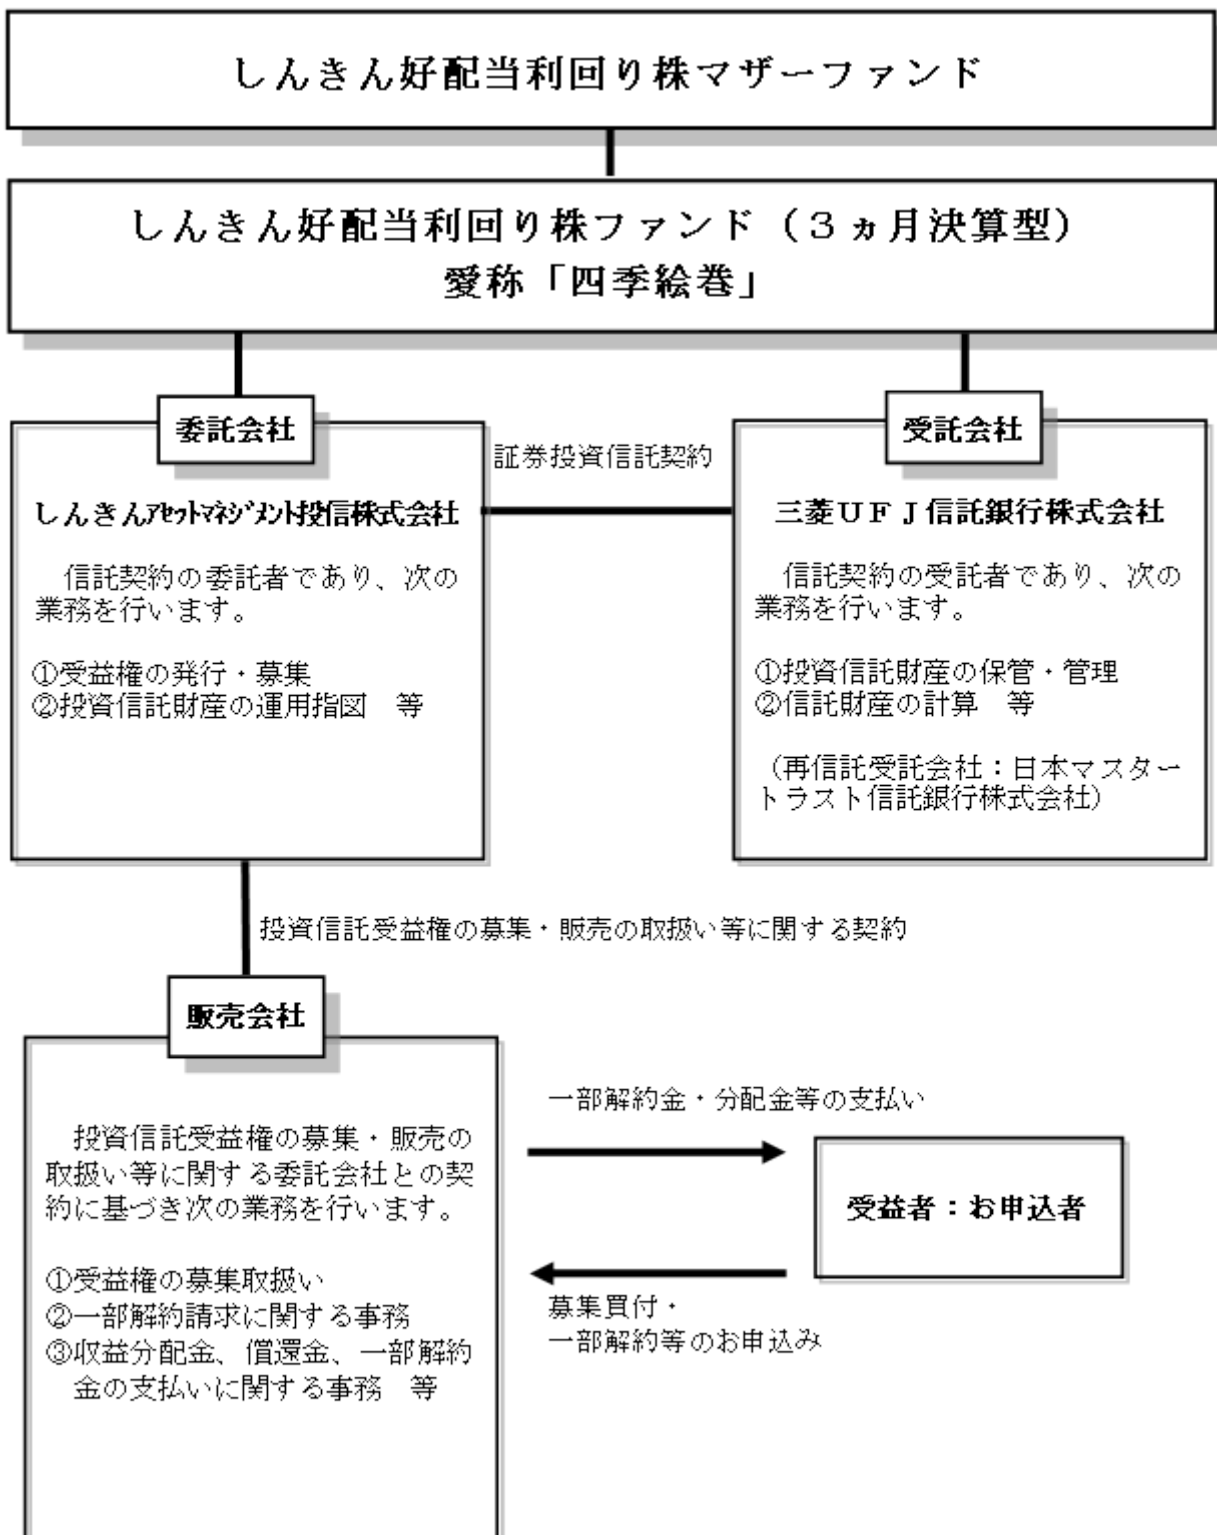 しんきん好配当利回り株マザーファンド
しんきん好配当利回り株ファンド（３ヵ月決算型）
愛称「四季絵巻」
委託会社
しんきんｱｾｯﾄﾏﾈｼﾞﾒﾝﾄ投信株式会社
信託契約の委託者であり、次の
業務を行います。
①受益権の発行・募集
②投資信託財産の運用指図　等
証券投資信託契約
受託会社
三菱ＵＦＪ信託銀行株式会社
信託契約の受託者であり、次の
業務を行います。
①投資信託財産の保管・管理
②信託財産の計算　等
（再信託受託会社：日本マスター
トラスト信託銀行株式会社）
投資信託受益権の募集・販売の取扱い等に関する契約
販売会社
投資信託受益権の募集・販売の
取扱い等に関する委託会社との契
約に基づき次の業務を行います。
①受益権の募集取扱い
②一部解約請求に関する事務
③収益分配金、償還金、一部解約
金の支払いに関する事務　等
一部解約金・分配金等の支払い
受益者：お申込者
募集買付・
一部解約等のお申込み